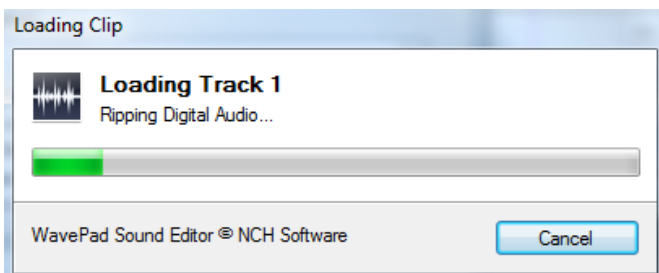 Loading Clip
Loading Track 1
Ripping Digital Audio...
WavePad Sound Editor © NCH Software
Cancel